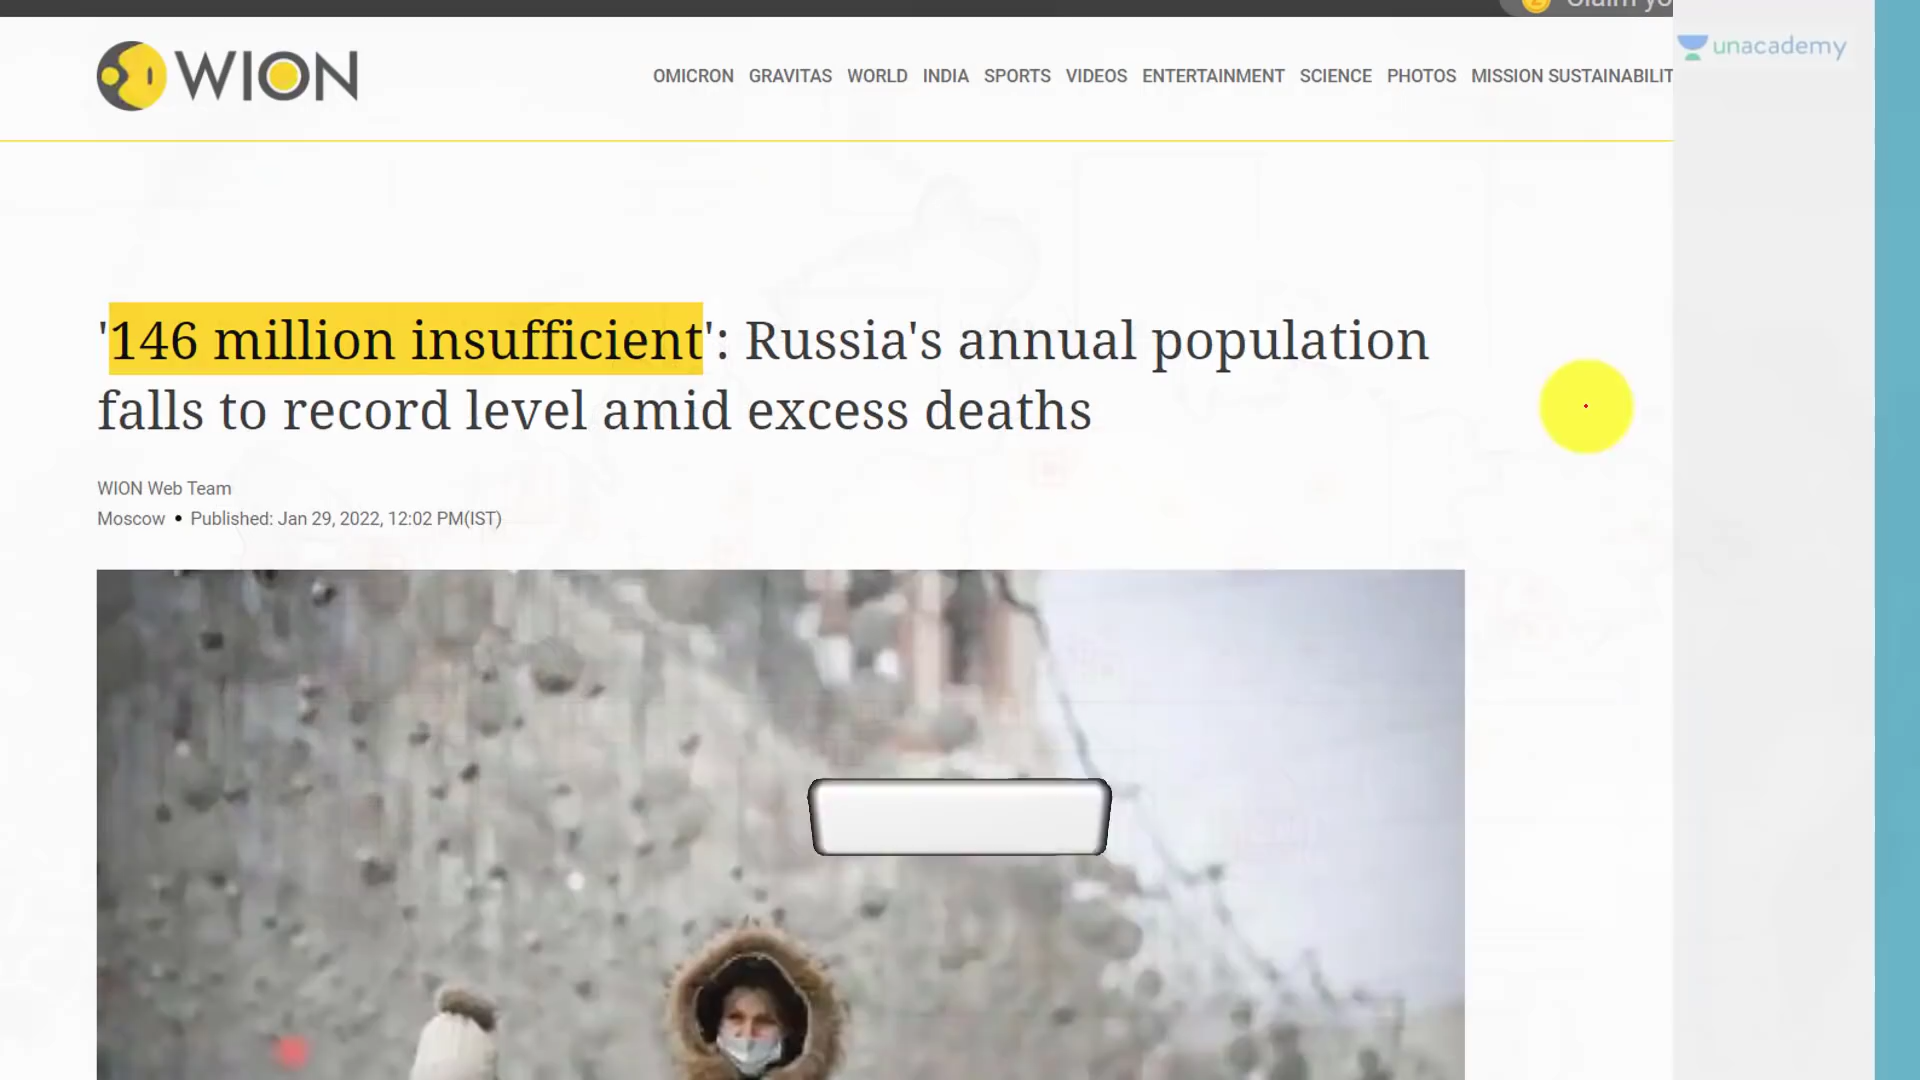 WION
OMICRON GRAVITAS WORLD INDIA SPORTS VIDEOS ENTERTAINMENT SCIENCE PHOTOS MISSION SUSTAINABILIT
unacademy
'146 million insufficient': Russia's annual population
falls to record level amid excess deaths
WION Web Team
Moscow • Published: Jan 29, 2022, 12:02 PM(IST)